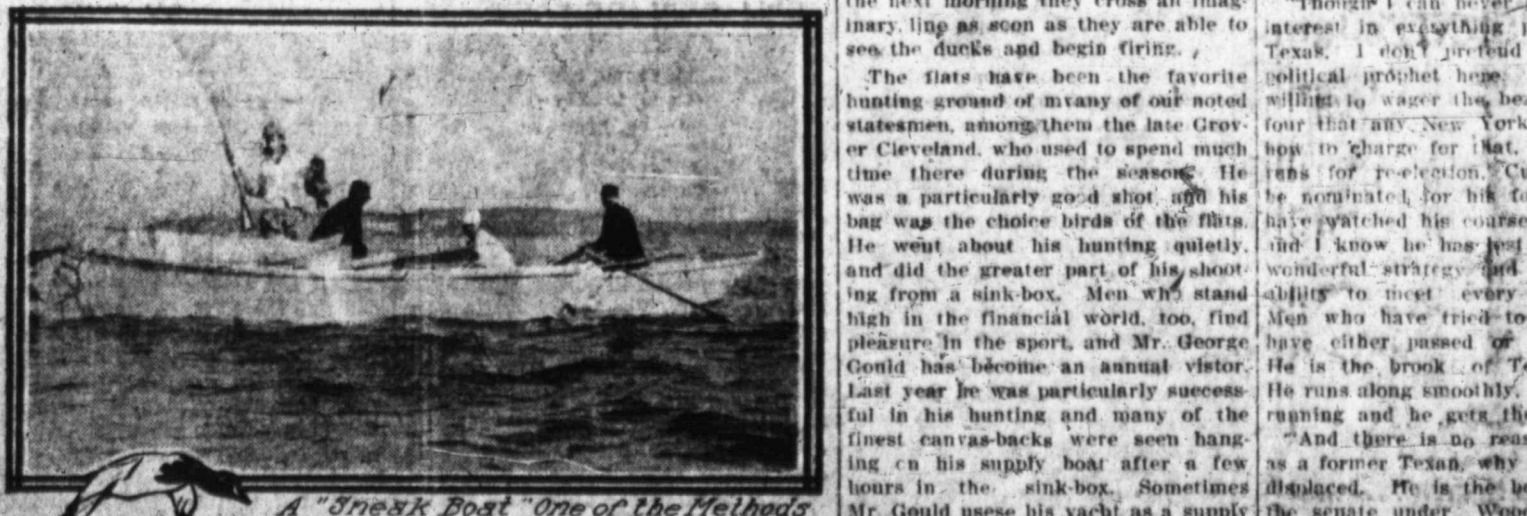 A "Sneak Boat" One of the Methods
the next morning they cross an imag-
inary line as soon as they are able to
see the ducks and begin firing.
The flats have been the favorite
hunting ground of mvany of our noted
statesmen, among them the late Grov-
er Cleveland, who used to spend much
time there during the season. He
was a particularly good shot, and his
bag was the choice birds of the flats.
He went about his hunting quietly,
and did the greater part of his shoot-
ing from a sink-box. Men who stand
high in the financial world, too, find
pleasure in the sport, and Mr. George
Gould has become an annual vistor.
Last year he was particularly success-
ful in his hunting and many of the
finest canvas-backs were seen hang-
ing on his supply boat after a few
hours in the sink-box. Sometimes
Mr. Gould usese his yacht as a supply
"Though I can never
interest in everything
Texas, I don't pretend
political prophet here,
willing to wager the
four that any New York
how to charge for that,
runs for re-election.
be nominated for his
have watched his course
and I know he has
wonderful strategy and
ability to meet every
Men who have tried to
have either passed or
He is the brook of
He runs along smoothly,
running and he gets
"And there is no
as a former Texan, why
displaced. He is the
the senate under